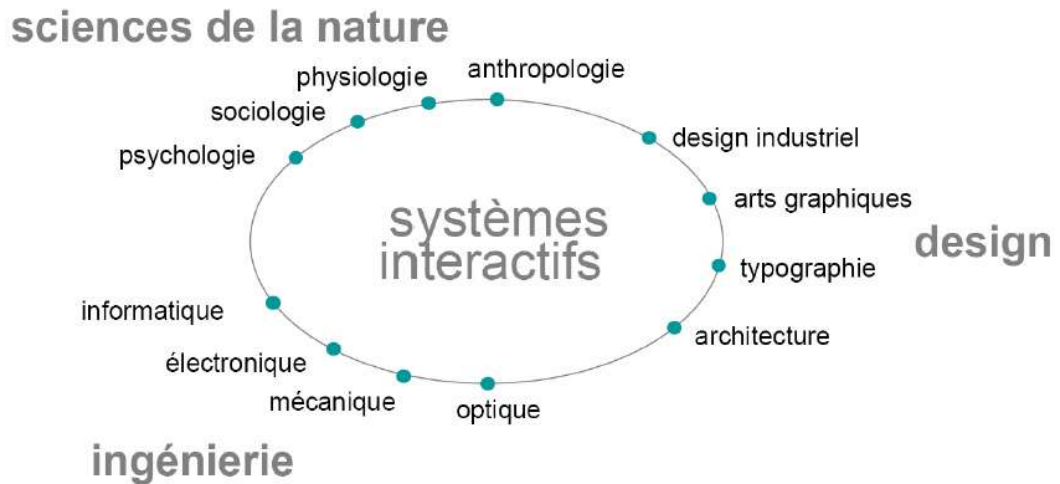 sciences de la nature
physiologie
anthropologie
sociologie
psychologie
design industriel
arts graphiques
design
typographie
architecture
systèmes
interactifs
informatique
électronique
mécanique
optique
ingénierie